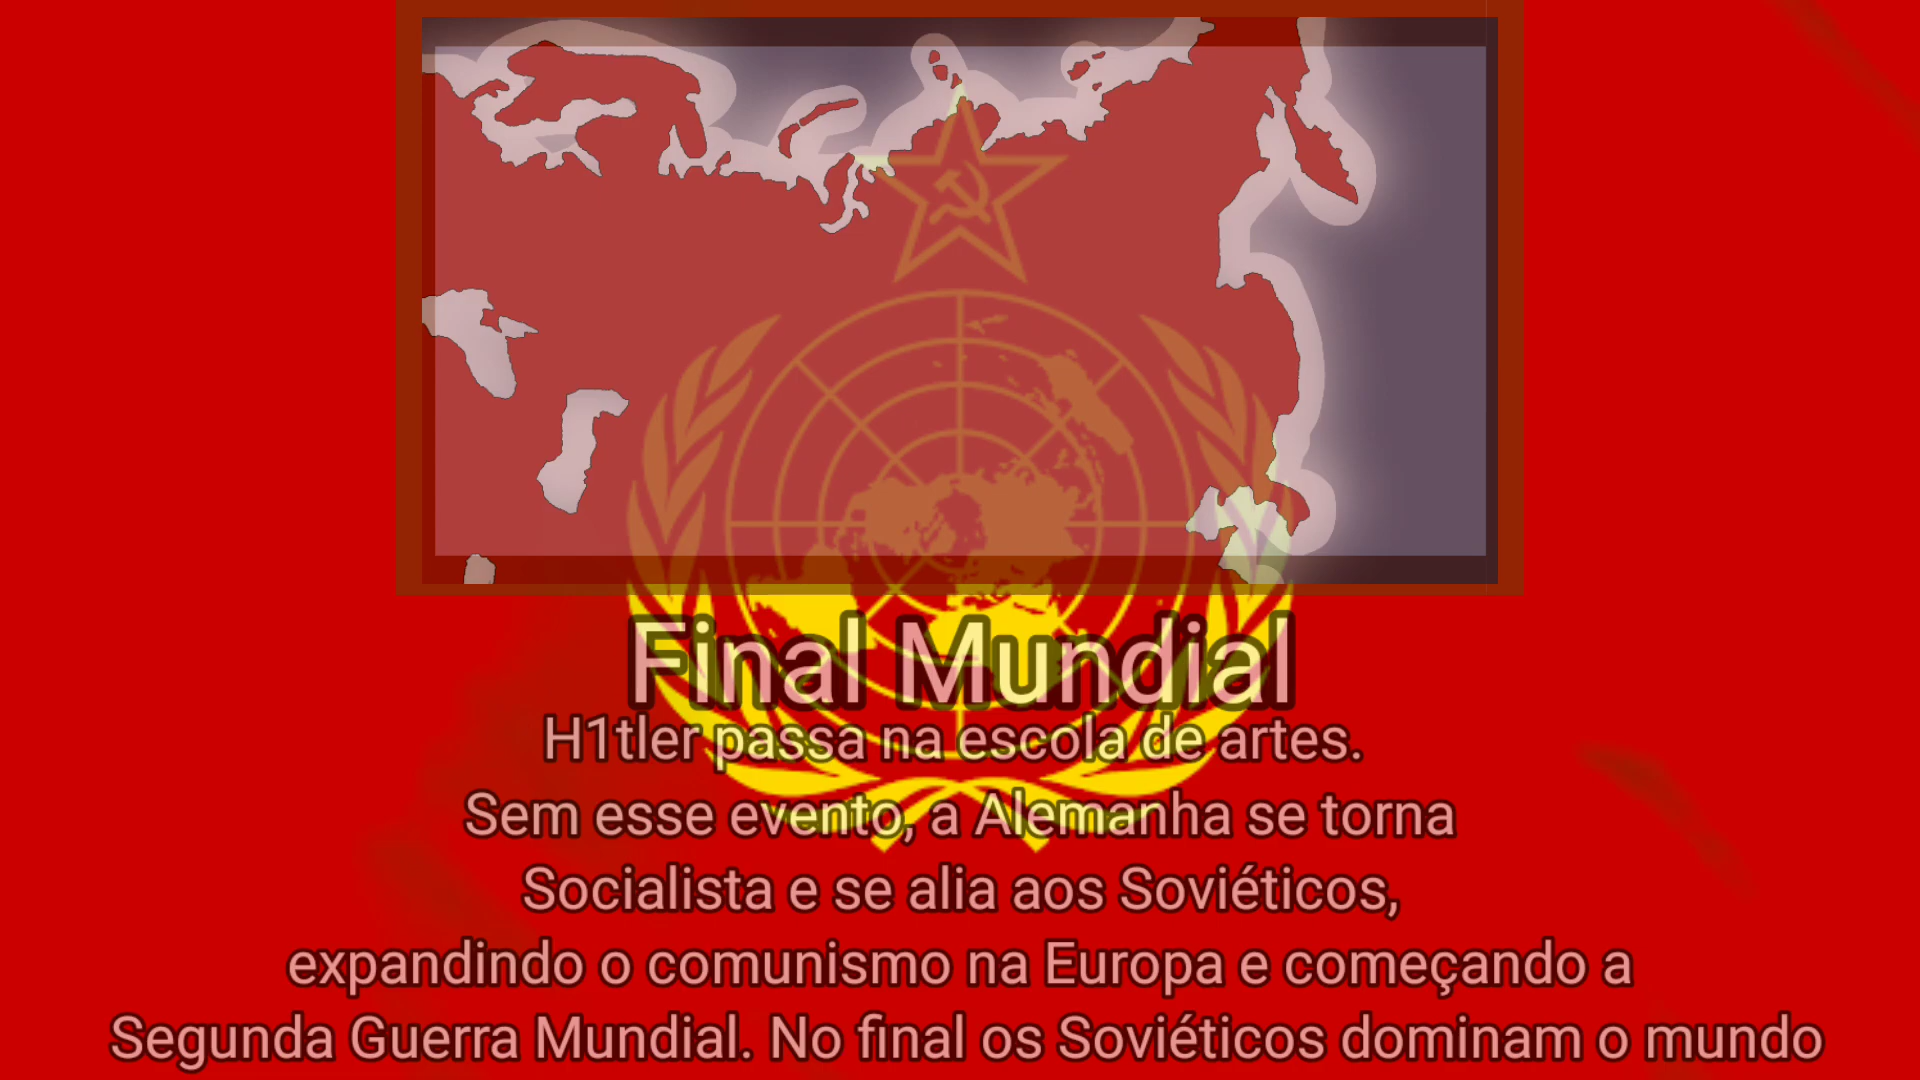 Final Mundial
H1tler passa na escola de artes.
Sem esse evento, a Alemanha se torna
Socialista e se alia aos Soviéticos,
expandindo o comunismo na Europa e começando a
Segunda Guerra Mundial. No final os Soviéticos dominam o mundo